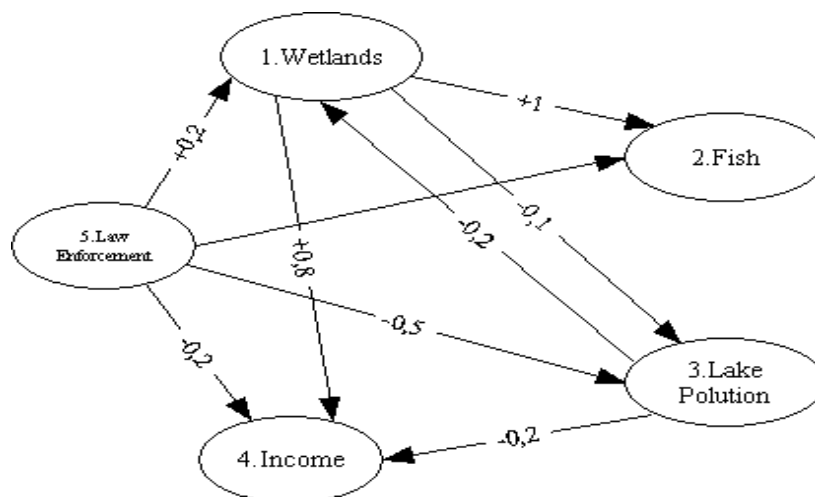 1.Wetlands
+1
+0,2
2.Fish
-0,1
-0,2
5.Law
Enforcement
+0,8
-0,5
-0,2
3.Lake
Polution
-0,2
4.Income